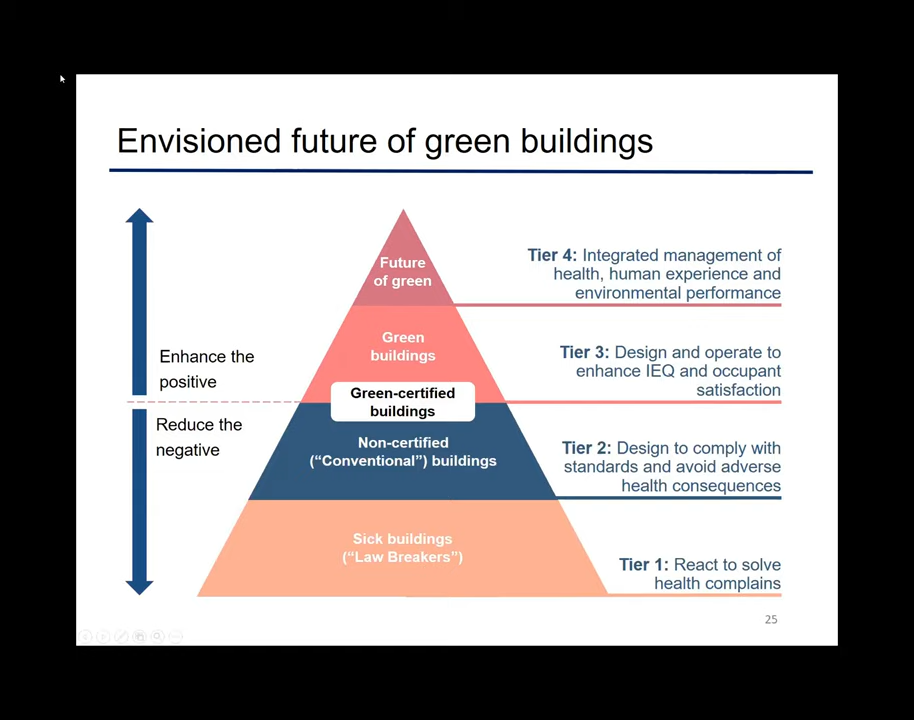 Envisioned future of green buildings
Future
of green
Tier 4: Integrated management of
health, human experience and
environmental performance
Green
buildings
Tier 3: Design and operate to
enhance IEQ and occupant
satisfaction
Enhance the
positive
Green-certified
buildings
Reduce the
negative
Non-certified
(“Conventional”) buildings
Tier 2: Design to comply with
standards and avoid adverse
health consequences
Sick buildings
(“Law Breakers”)
Tier 1: React to solve
health complains
25